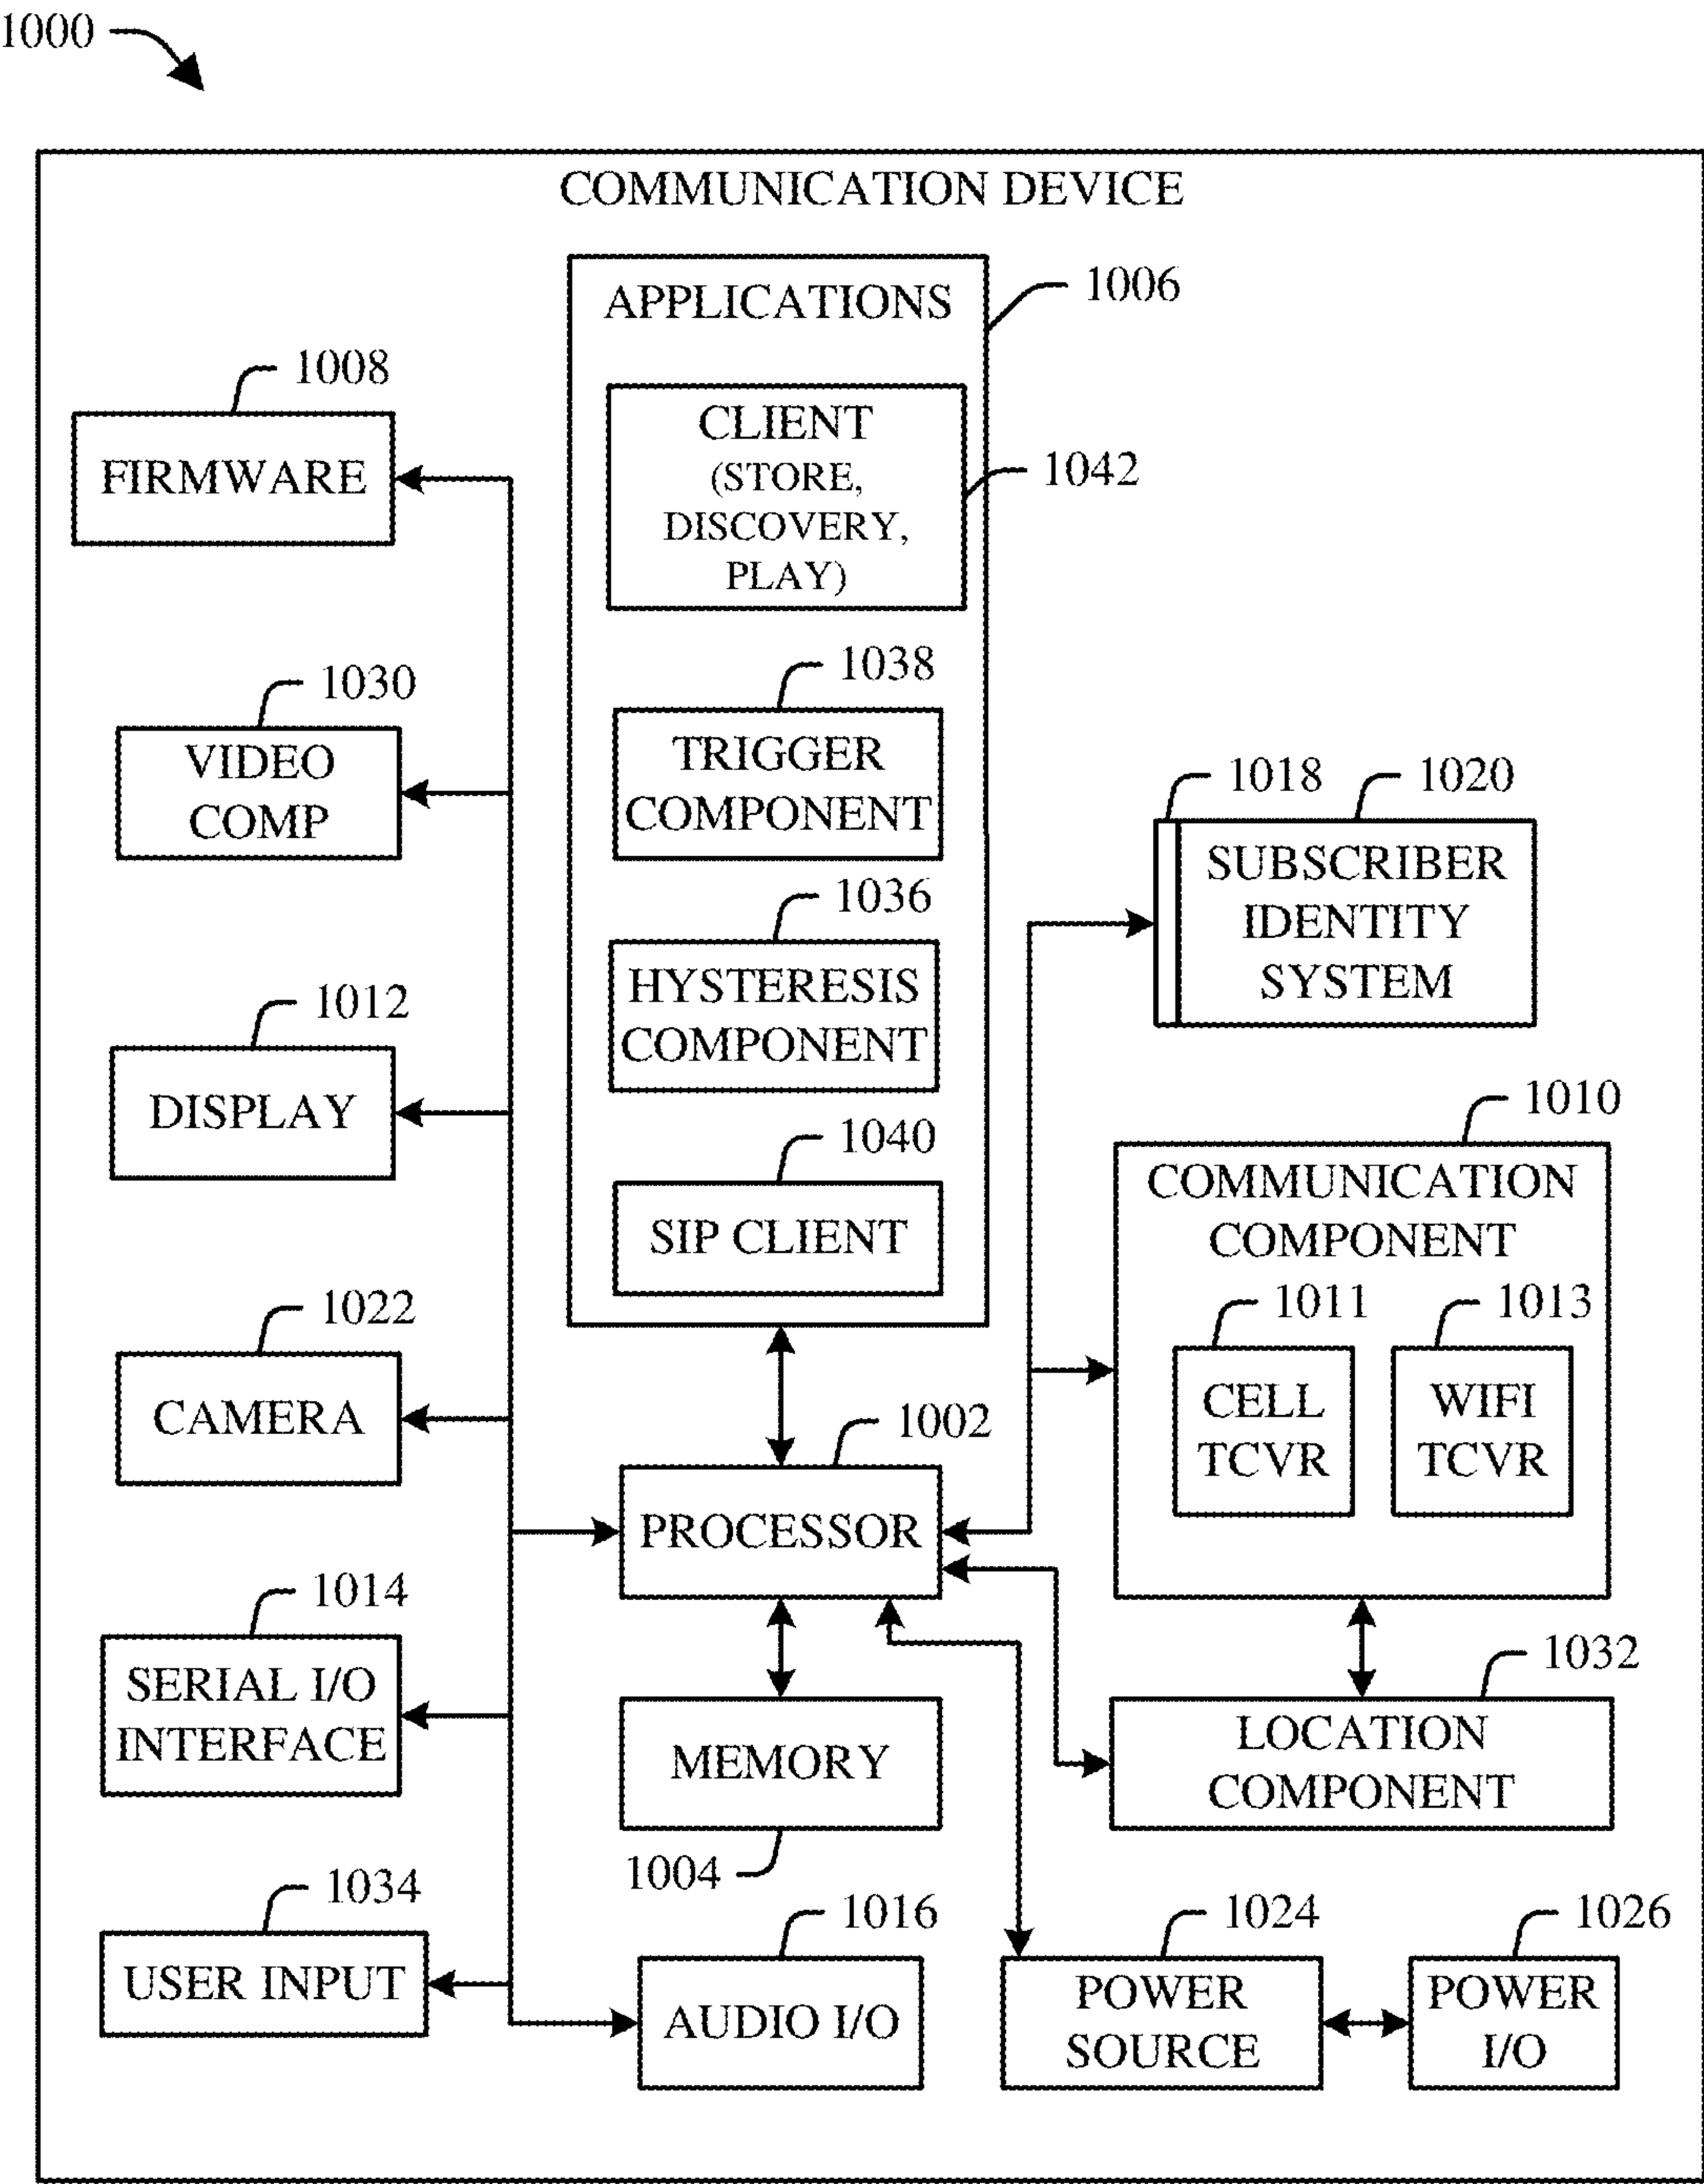 1000
COMMUNICATION DEVICE
1006
APPLICATIONS
CLIENT
(STORE,
DISCOVERY,
PLAY)
1042
1038
TRIGGER
COMPONENT
1036
HYSTERESIS
COMPONENT
1040
SIP CLIENT
1008
FIRMWARE
1030
VIDEO
COMP
1012
DISPLAY
1022
CAMERA
1014
SERIAL I/O
INTERFACE
1034
USER INPUT
1002
PROCESSOR
MEMORY
1004
1016
AUDIO I/O
1018
1020
SUBSCRIBER
IDENTITY
SYSTEM
1010
COMMUNICATION
COMPONENT
1011
CELL
TCVR
1013
WIFI
TCVR
1032
LOCATION
COMPONENT
1024
POWER
SOURCE
1026
POWER
I/O